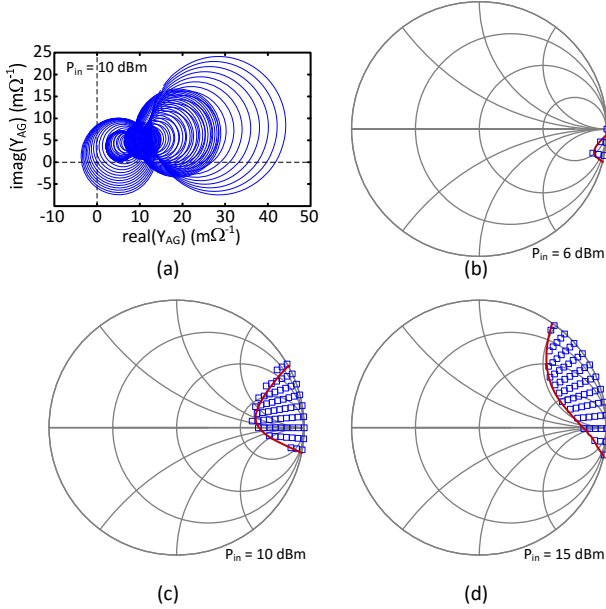 P_in = 10 dBm
25
20
15
10
5
0
-5
imag(Y_AG) (mΩ⁻¹)
-10 0 10 20 30 40 50
real(Y_AG) (mΩ⁻¹)
(a)
P_in = 6 dBm
(b)
P_in = 10 dBm
(c)
P_in = 15 dBm
(d)